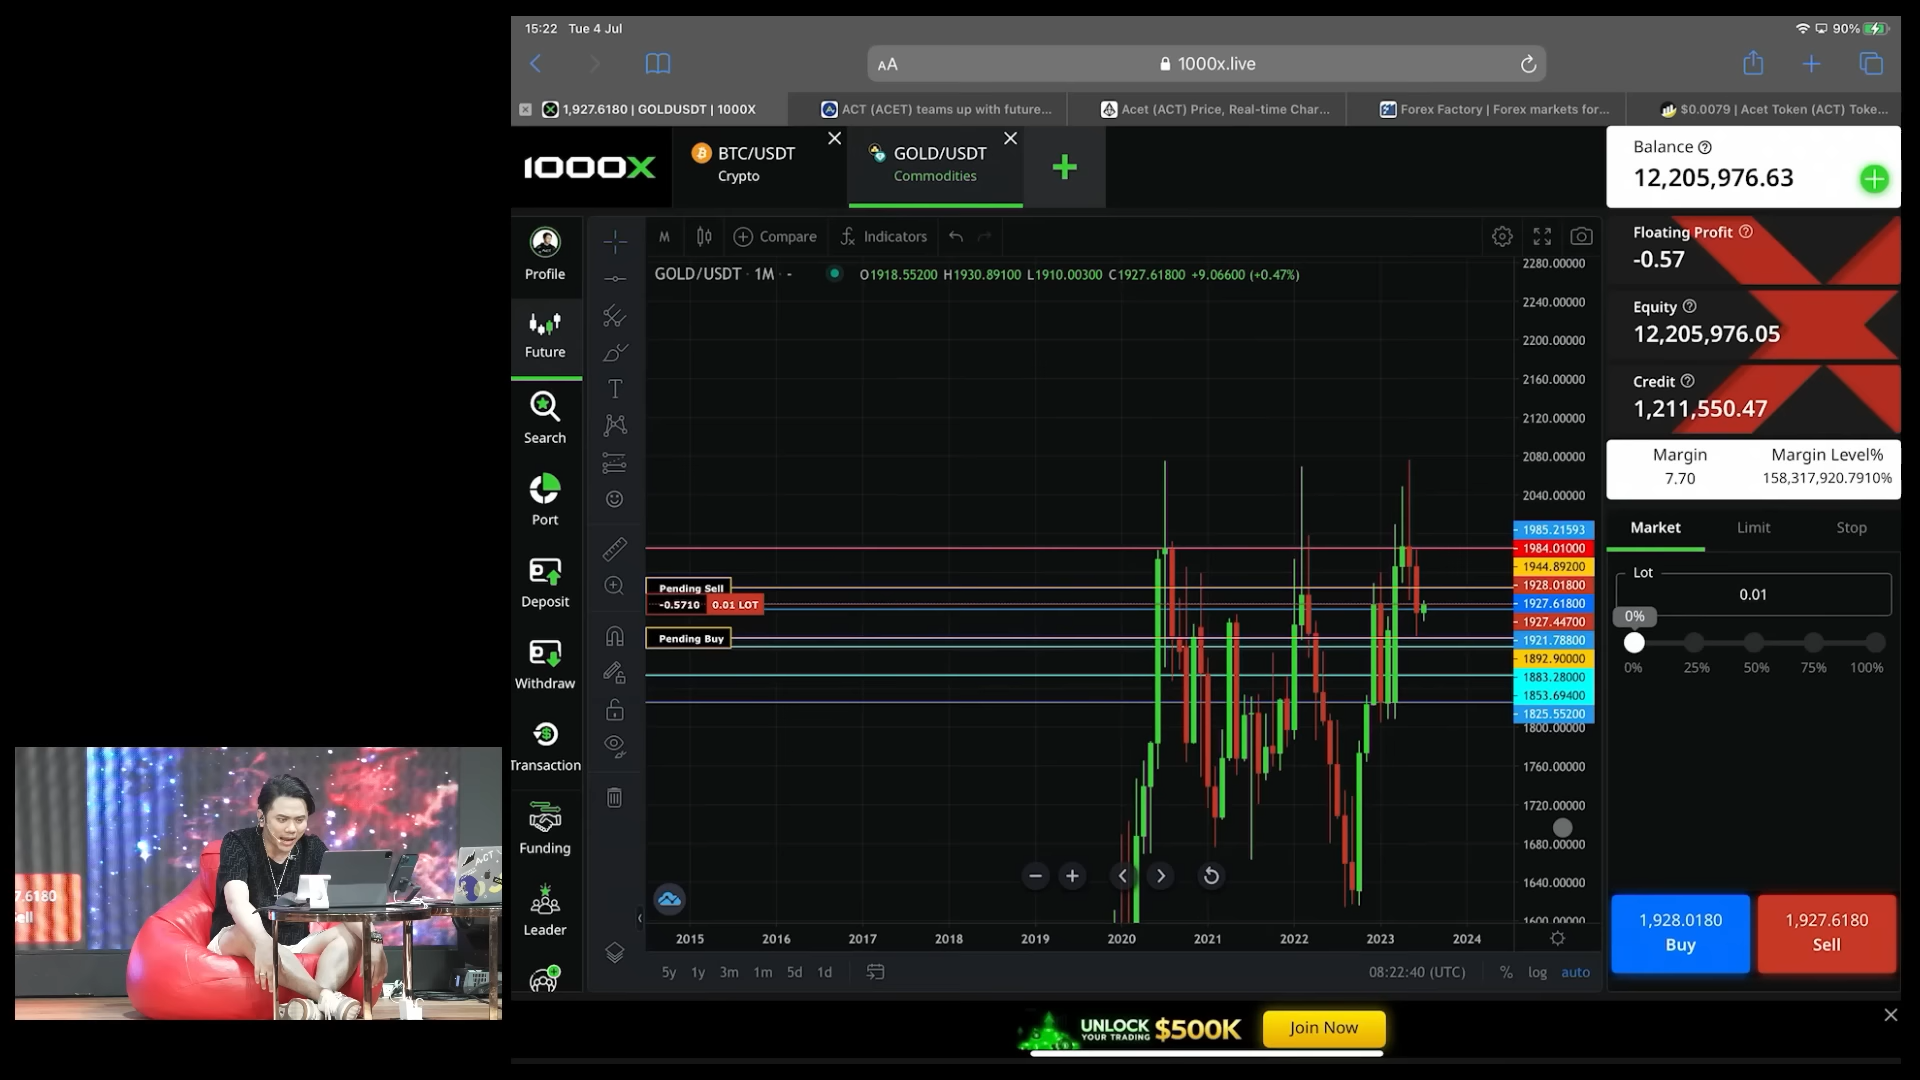 15:22 Tue 4 Jul
90%
AA
1000x.live
1,927.6180 | GOLDUSDT | 1000X
ACT (ACET) teams up with future...
Acet (ACT) Price, Real-time Char...
Forex Factory | Forex markets for...
$0.0079 | Acet Token (ACT) Toke...
1000X
BTC/USDT
Crypto
GOLD/USDT
Commodities
Balance
12,205,976.63
Floating Profit
-0.57
Equity
12,205,976.05
Credit
1,211,550.47
Margin
7.70
Margin Level%
158,317,920.7910%
Market
Limit
Stop
Lot
0.01
0%
0%
25%
50%
75%
100%
1,928.0180
Buy
1,927.6180
Sell
Profile
Future
Search
Port
Deposit
Withdraw
Transaction
Funding
Leader
M
Compare
Indicators
GOLD/USDT · 1M · -
O1918.55200 H1930.89100 L1910.00300 C1927.61800 +9.06600 (+0.47%)
2280.00000
2240.00000
2200.00000
2160.00000
2120.00000
2080.00000
2040.00000
1985.21593
1984.01000
1944.89200
1928.01800
1927.61800
1927.44700
1921.78800
1892.90000
1883.28000
1853.69400
1825.55200
1800.00000
1760.00000
1720.00000
1680.00000
1640.00000
1600.00000
Pending Sell
-0.5710
0.01 LOT
Pending Buy
2015
2016
2017
2018
2019
2020
2021
2022
2023
2024
5y
1y
3m
1m
5d
1d
08:22:40 (UTC)
%
log
auto
UNLOCK
YOUR TRADING
$500K
Join Now
7.6180
ell
ACT